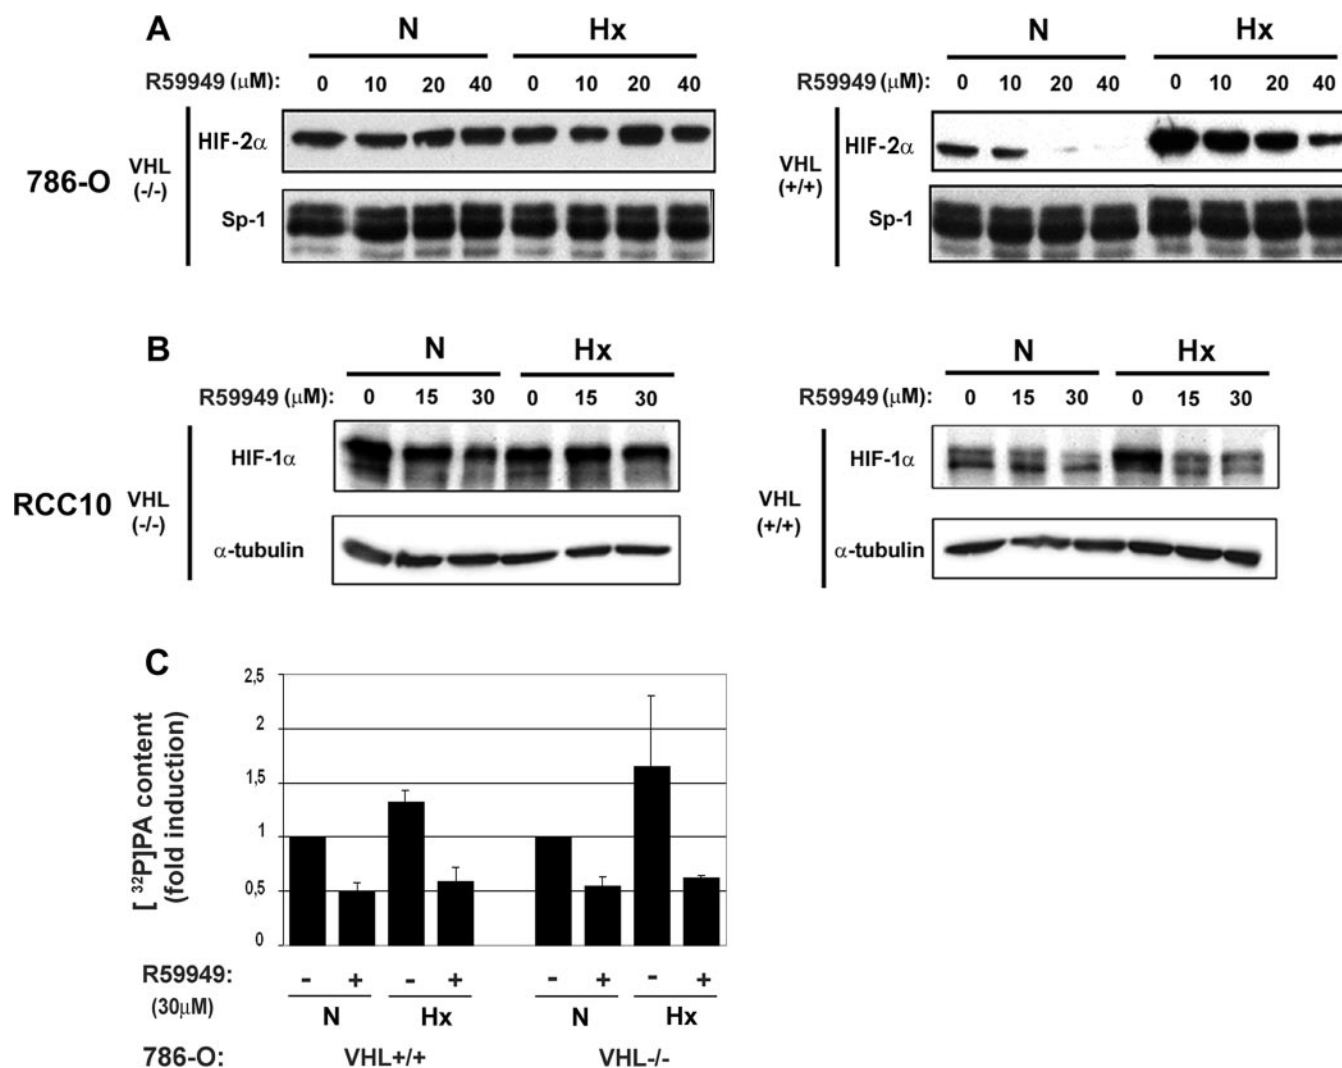 A
N Hx N Hx
R59949 (μM): 0 10 20 40 0 10 20 40 R59949 (μM): 0 10 20 40 0 10 20 40
786-O VHL (-/-) HIF-2α VHL (+/+) HIF-2α
Sp-1 Sp-1
B
N Hx N Hx
R59949 (μM): 0 15 30 0 15 30 R59949 (μM): 0 15 30 0 15 30
HIF-1α HIF-1α
RCC10 VHL (-/-) VHL (+/+)
α-tubulin α-tubulin
C
[32P]PA content
(fold induction)
2,5
2
1,5
1
0,5
0
R59949: - + - + - + - +
(30μM) N Hx N Hx
786-O: VHL+/+ VHL-/-